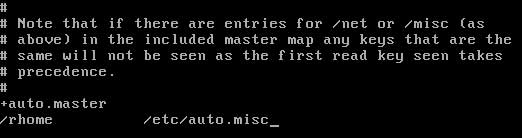 #
# Note that if there are entries for /net or /misc (as
# above) in the included master map any keys that are the
# same will not be seen as the first read key seen takes
# precedence.
#
+auto.master
/rhome          /etc/auto.misc_